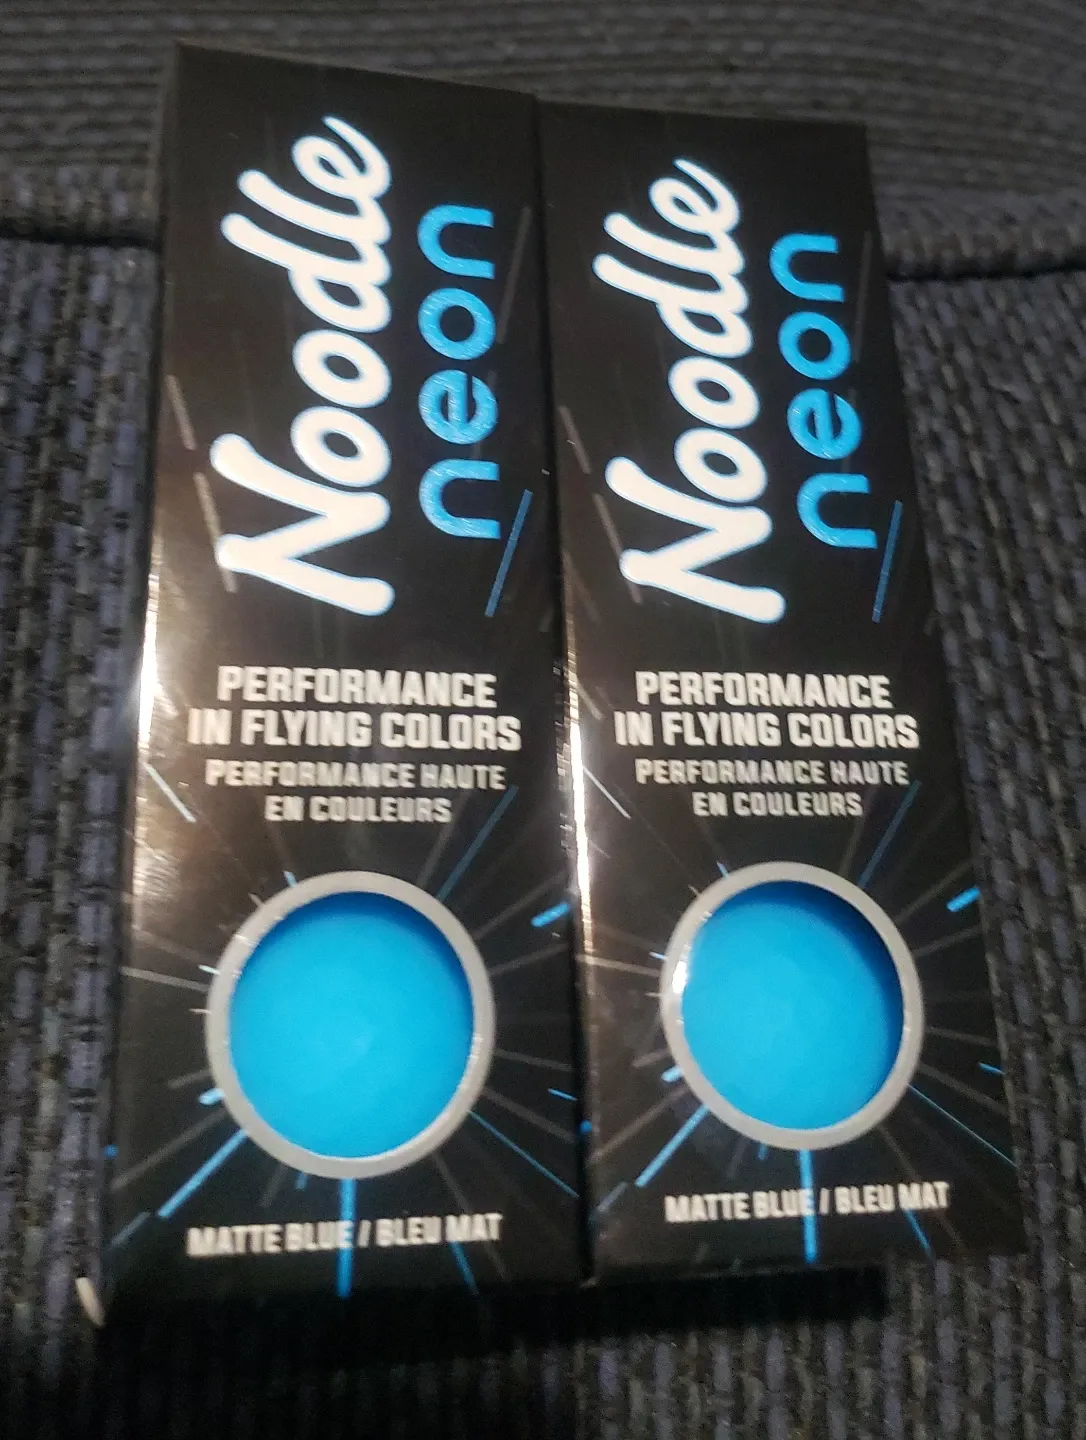 Noodle
neon
PERFORMANCE
IN FLYING COLORS
PERFORMANCE HAUTE
EN COULEURS
MATTE BLUE / BLEU MAT
Noodle
neon
PERFORMANCE
IN FLYING COLORS
PERFORMANCE HAUTE
EN COULEURS
MATTE BLUE / BLEU MAT